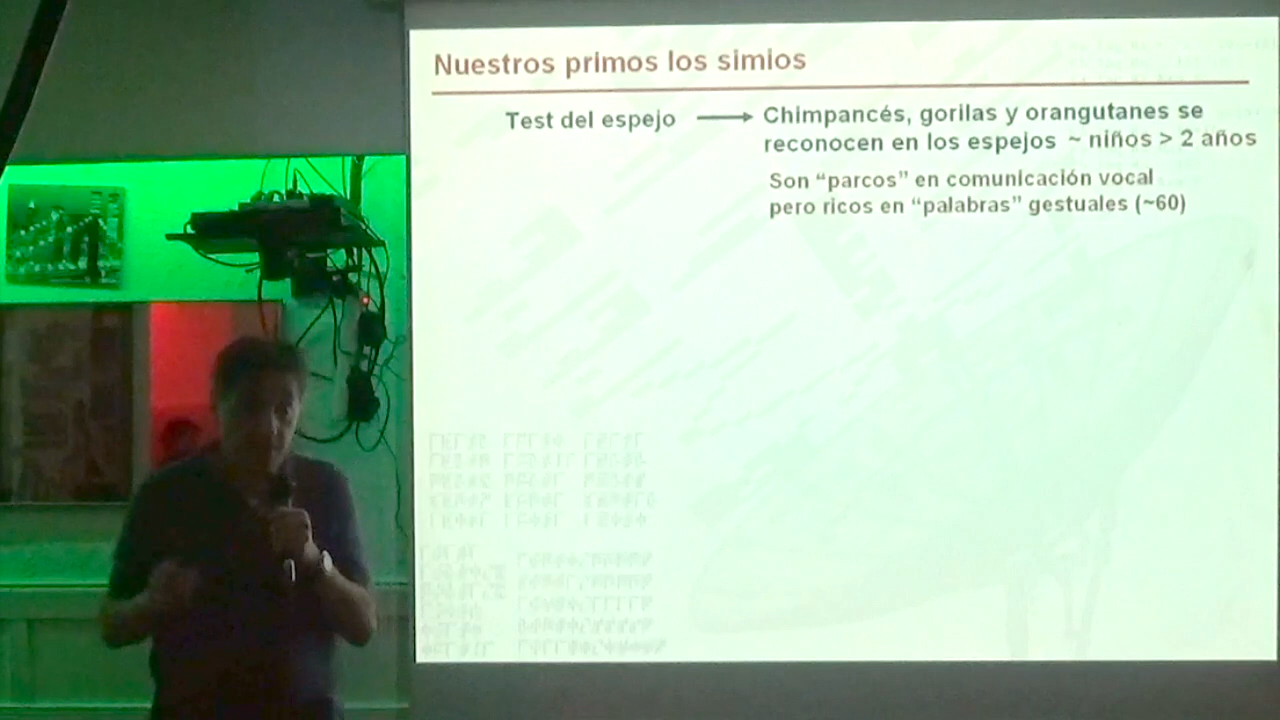 Nuestros primos los simios
Test del espejo
Chimpancés, gorilas y orangutanes se
reconocen en los espejos ~ niños > 2 años
Son “parcos” en comunicación vocal
pero ricos en “palabras” gestuales (~60)